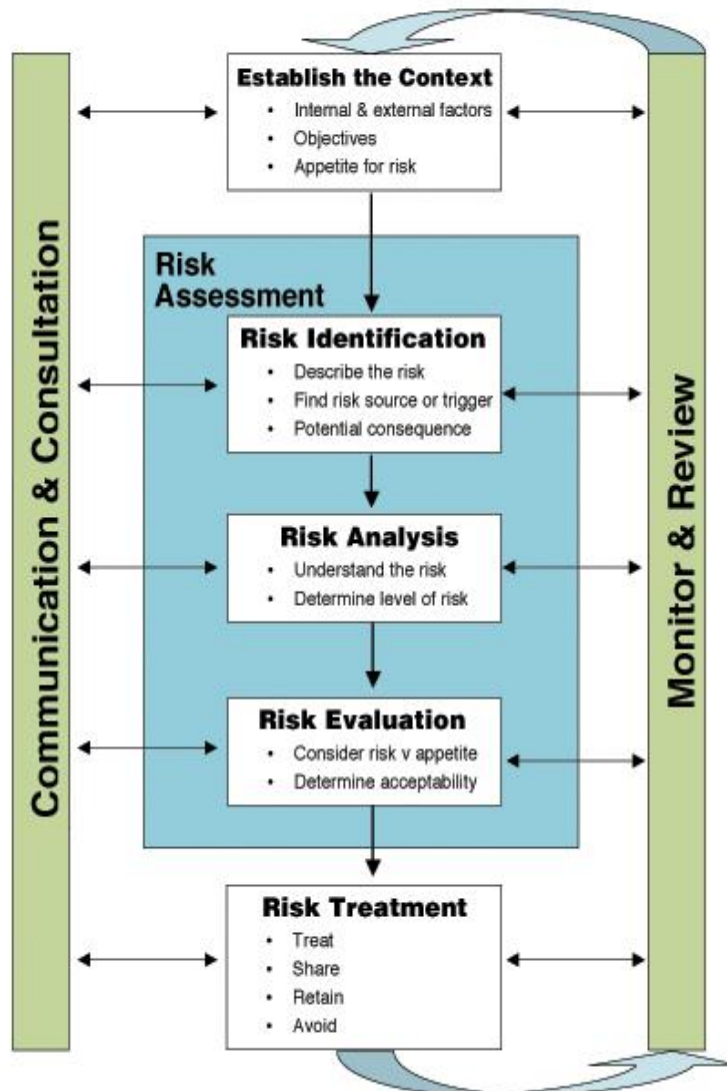 Establish the Context
• Internal & external factors
• Objectives
• Appetite for risk
Risk
Assessment
Risk Identification
• Describe the risk
• Find risk source or trigger
• Potential consequence
Risk Analysis
• Understand the risk
• Determine level of risk
Risk Evaluation
• Consider risk v appetite
• Determine acceptability
Risk Treatment
• Treat
• Share
• Retain
• Avoid
Communication & Consultation
Monitor & Review